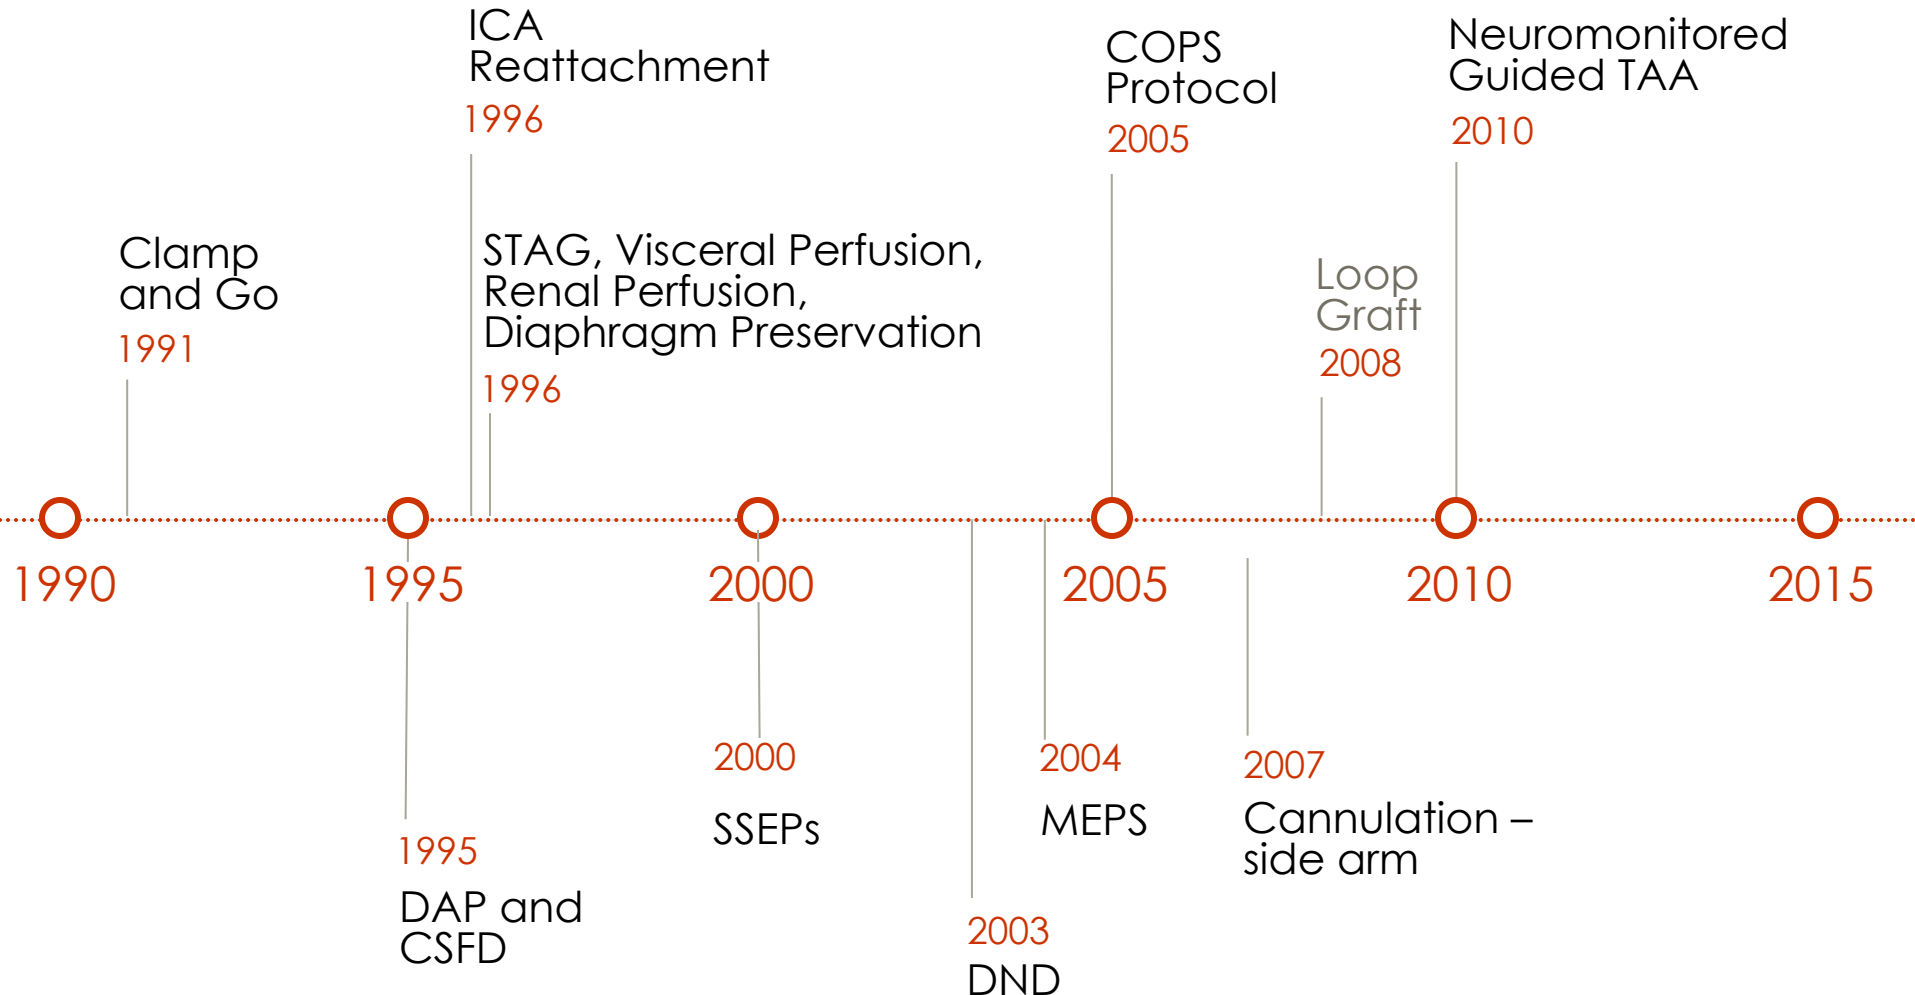 ICA
Reattachment
1996
COPS
Protocol
2005
Neuromonitored
Guided TAA
2010
Clamp
and Go
1991
STAG, Visceral Perfusion,
Renal Perfusion,
Diaphragm Preservation
1996
Loop
Graft
2008
1990
1995
2000
2005
2010
2015
1995
DAP and
CSFD
2000
SSEPs
2003
DND
2004
MEPS
2007
Cannulation –
side arm